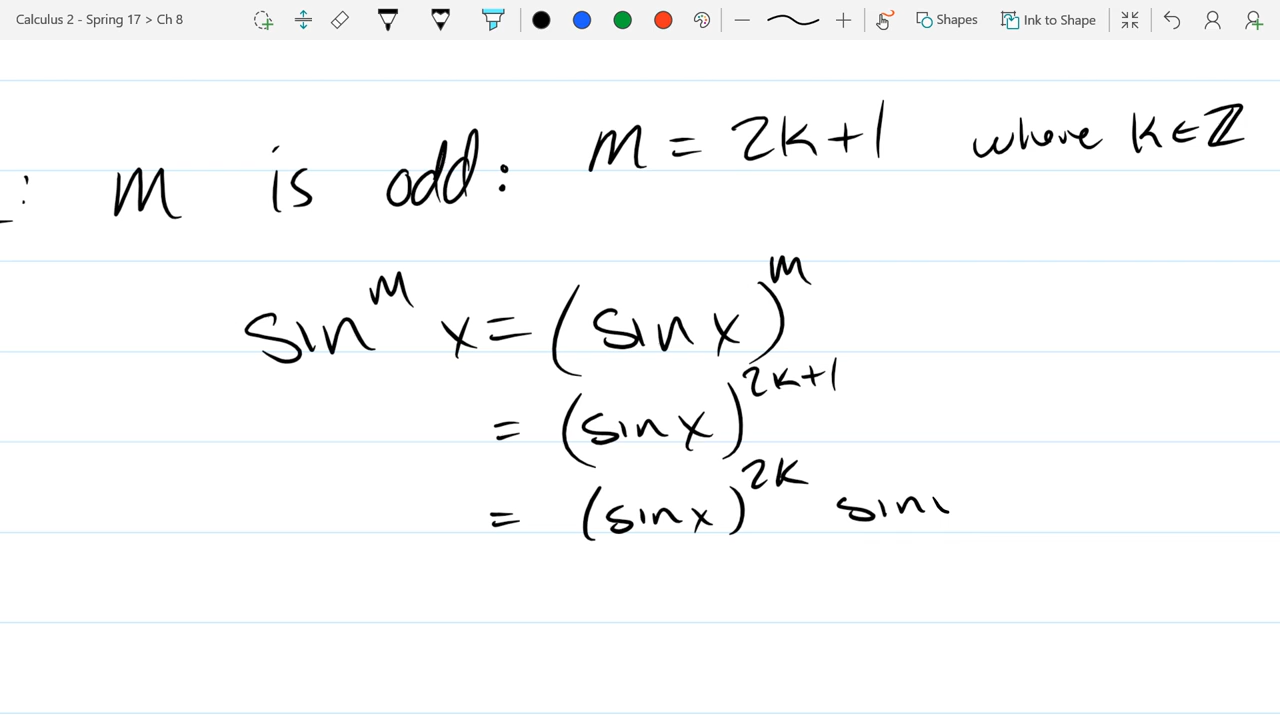 Calculus 2 - Spring 17 > Ch 8
Shapes
Ink to Shape
: m is odd: m = 2k+1 where k∈ℤ
sin^m x = (sin x)^m
= (sin x)^{2k+1}
= (sin x)^{2k} sin